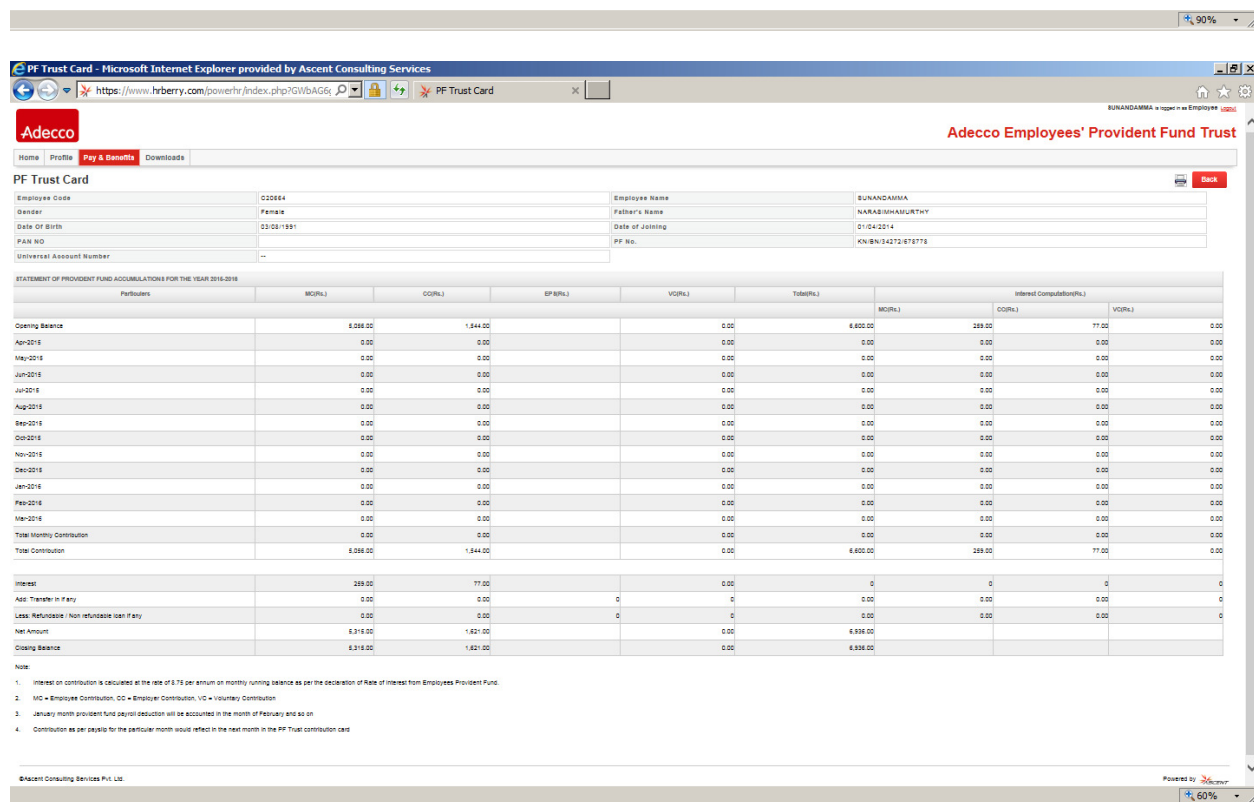 90%
PF Trust Card - Microsoft Internet Explorer provided by Ascent Consulting Services
https://www.hrberry.com/powerhr/index.php?GWbAG6 PF Trust Card
SUNANDAMMA is logged in as Employee Logout
Adecco
Adecco Employees' Provident Fund Trust
Home Profile Pay & Benefits Downloads
PF Trust Card Back
Employee Code C20864 Employee Name SUNANDAMMA
Gender Female Father's Name NARASIMHAMURTHY
Date Of Birth 03/08/1991 Date of Joining 01/04/2014
PAN NO PF No. KN/BN/34272/678778
Universal Account Number --
STATEMENT OF PROVIDENT FUND ACCUMULATIONS FOR THE YEAR 2015-2016
Particulers MC(Rs.) CC(Rs.) EPS(Rs.) VC(Rs.) Total(Rs.) Interest Computation(Rs.)
MC(Rs.) CC(Rs.) VC(Rs.)
Opening Balance 5,056.00 1,544.00 0.00 6,600.00 259.00 77.00 0.00
Apr-2015 0.00 0.00 0.00 0.00 0.00 0.00 0.00
May-2015 0.00 0.00 0.00 0.00 0.00 0.00 0.00
Jun-2015 0.00 0.00 0.00 0.00 0.00 0.00 0.00
Jul-2015 0.00 0.00 0.00 0.00 0.00 0.00 0.00
Aug-2015 0.00 0.00 0.00 0.00 0.00 0.00 0.00
Sep-2015 0.00 0.00 0.00 0.00 0.00 0.00 0.00
Oct-2015 0.00 0.00 0.00 0.00 0.00 0.00 0.00
Nov-2015 0.00 0.00 0.00 0.00 0.00 0.00 0.00
Dec-2015 0.00 0.00 0.00 0.00 0.00 0.00 0.00
Jan-2016 0.00 0.00 0.00 0.00 0.00 0.00 0.00
Feb-2016 0.00 0.00 0.00 0.00 0.00 0.00 0.00
Mar-2016 0.00 0.00 0.00 0.00 0.00 0.00 0.00
Total Monthly Contribution 0.00 0.00 0.00 0.00 0.00 0.00 0.00
Total Contribution 5,056.00 1,544.00 0.00 6,600.00 259.00 77.00 0.00
Interest 259.00 77.00 0.00 0 0 0 0
Add: Transfer in if any 0.00 0.00 0 0 0.00 0.00 0.00 0
Less: Refundable / Non refundable loan if any 0.00 0.00 0 0 0.00 0.00 0.00 0
Net Amount 5,315.00 1,621.00 0.00 6,936.00
Closing Balance 5,315.00 1,621.00 0.00 6,936.00
Note:
1. Interest on contribution is calculated at the rate of 8.75 per annum on monthly running balance as per the declaration of Rate of Interest from Employees Provident Fund.
2. MC = Employee Contribution, CC = Employer Contribution, VC = Voluntary Contribution
3. January month provident fund payroll deduction will be accounted in the month of February and so on
4. Contribution as per payslip for the particular month would reflect in the next month in the PF Trust contribution card
©Ascent Consulting Services Pvt. Ltd. Powered by ASCENT
60%